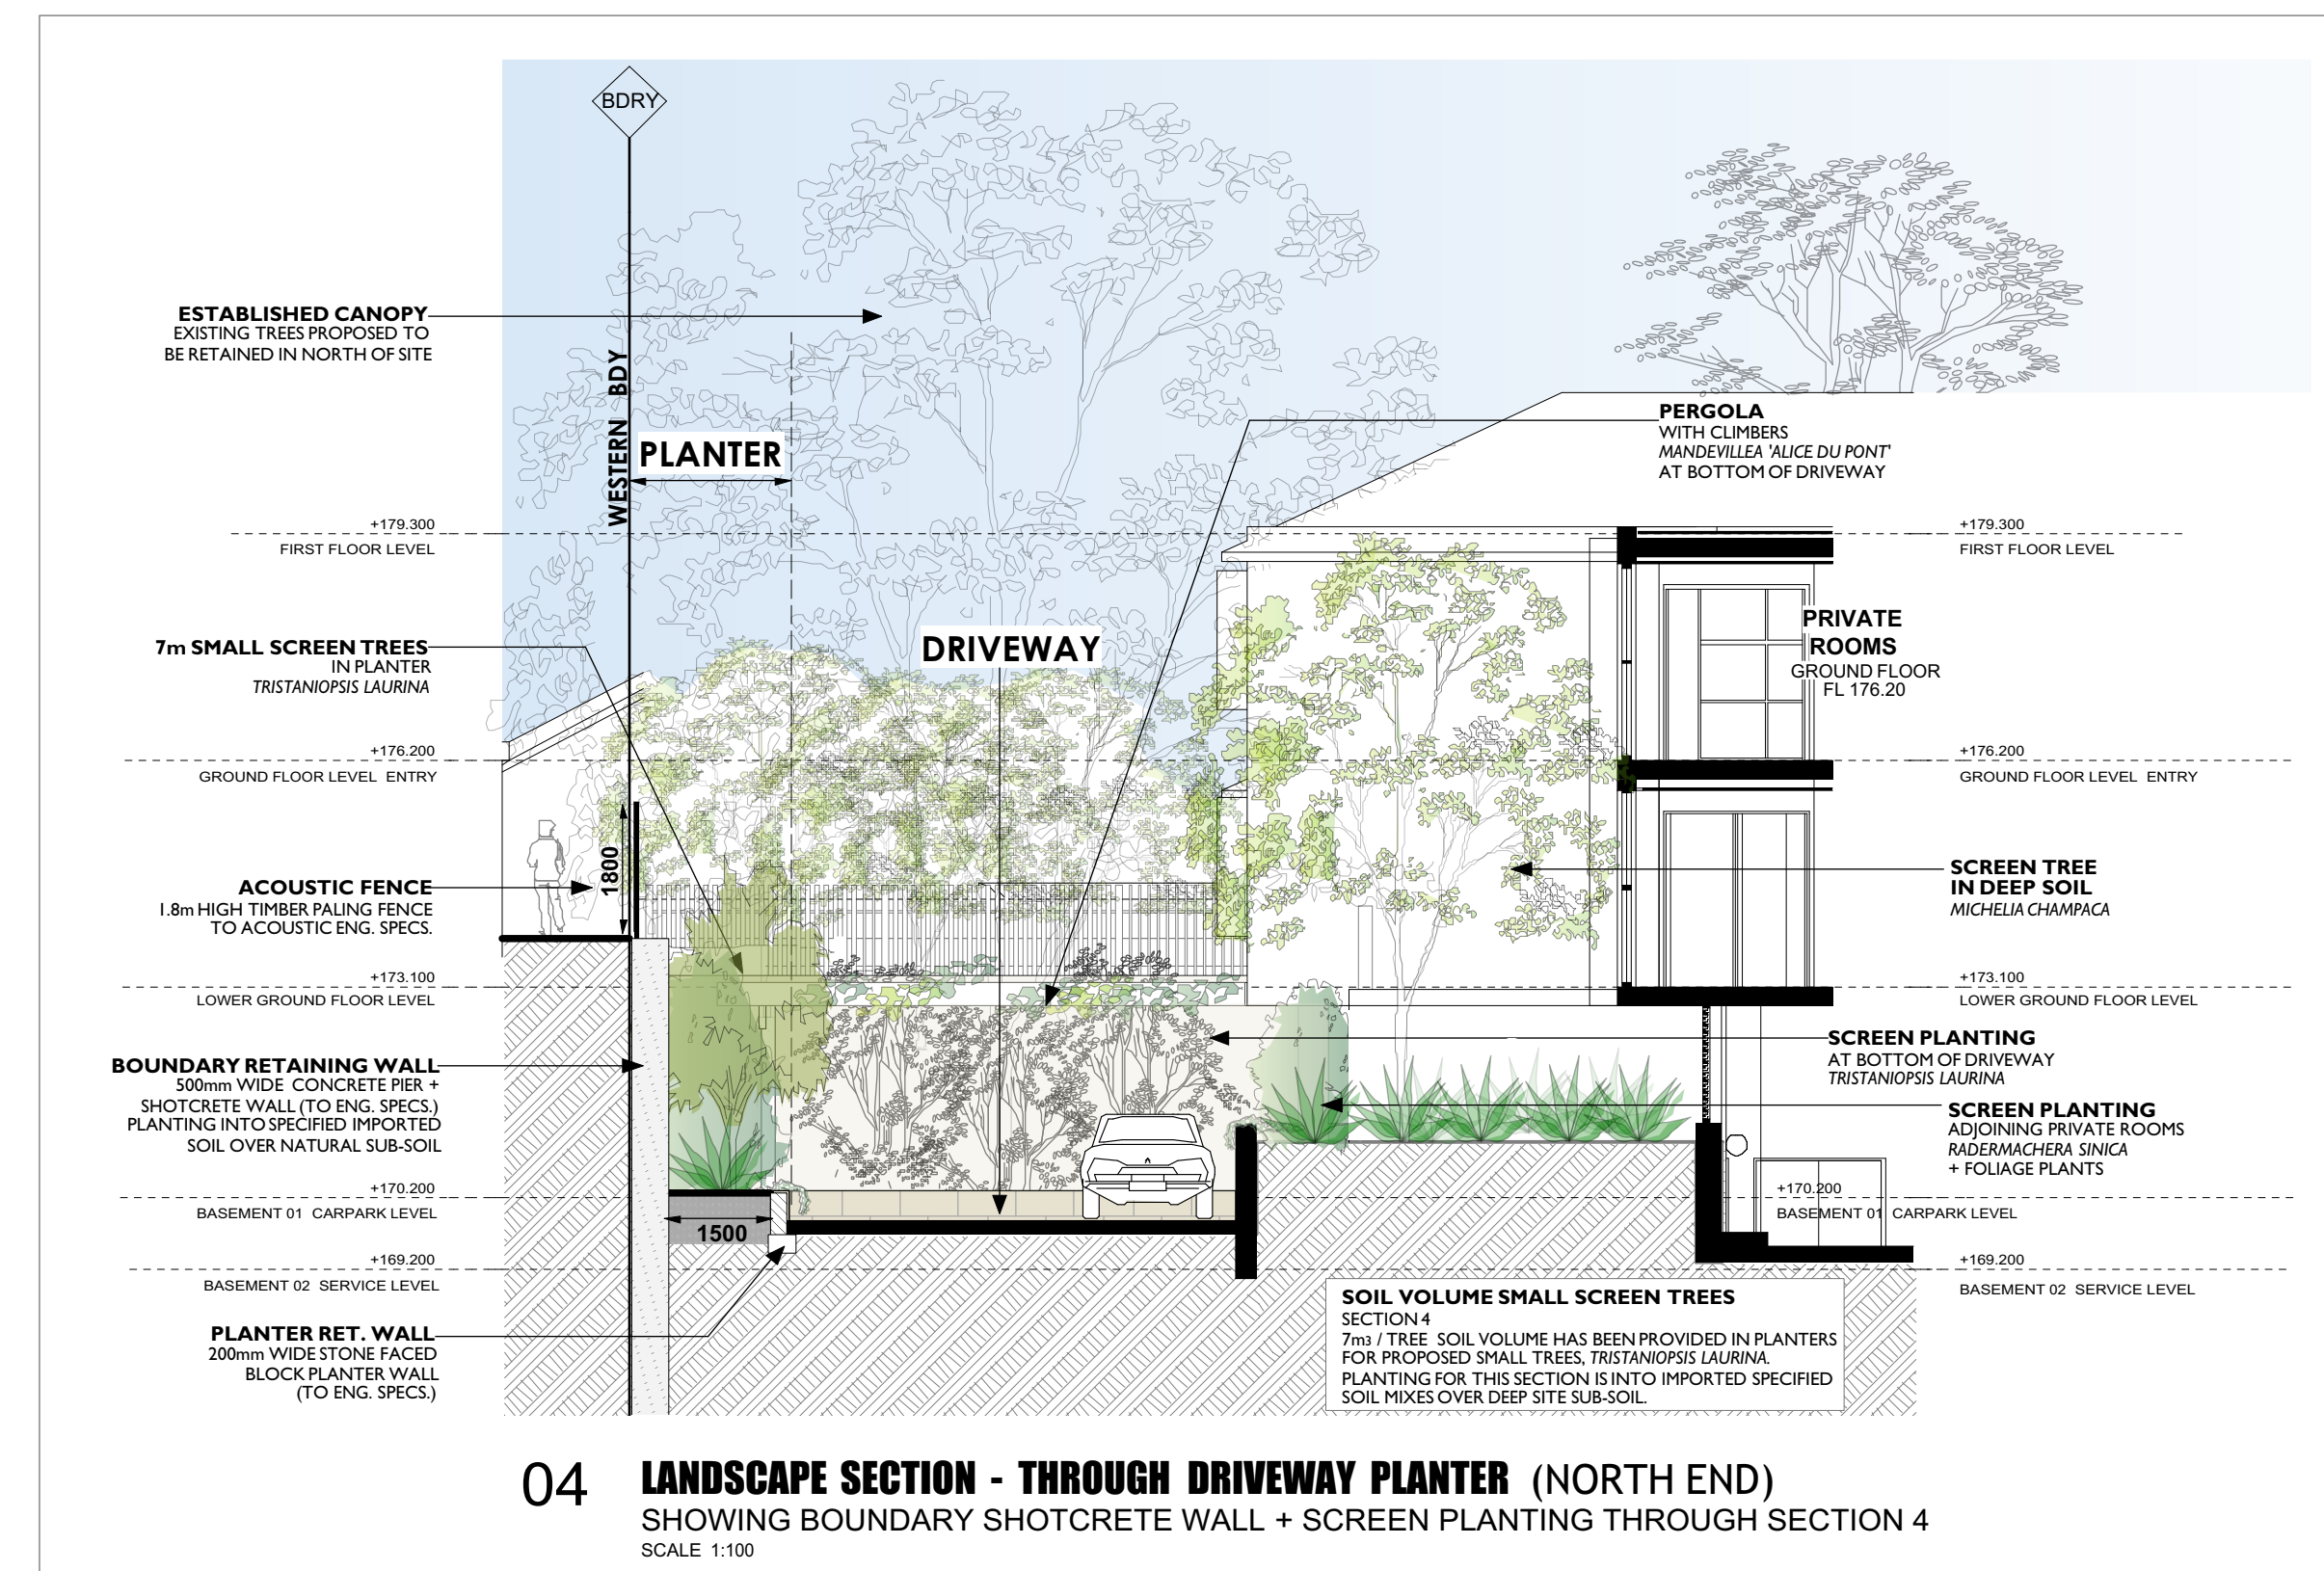 BDRY
WESTERN BDY
ESTABLISHED CANOPY
EXISTING TREES PROPOSED TO
BE RETAINED IN NORTH OF SITE
PLANTER
PERGOLA
WITH CLIMBERS
MANDEVILLEA 'ALICE DU PONT'
AT BOTTOM OF DRIVEWAY
+179.300
FIRST FLOOR LEVEL
+179.300
FIRST FLOOR LEVEL
7m SMALL SCREEN TREES
IN PLANTER
TRISTANIOPSIS LAURINA
DRIVEWAY
PRIVATE
ROOMS
GROUND FLOOR
FL 176.20
+176.200
GROUND FLOOR LEVEL ENTRY
+176.200
GROUND FLOOR LEVEL ENTRY
1800
ACOUSTIC FENCE
1.8m HIGH TIMBER PALING FENCE
TO ACOUSTIC ENG. SPECS.
SCREEN TREE
IN DEEP SOIL
MICHELIA CHAMPACA
+173.100
LOWER GROUND FLOOR LEVEL
+173.100
LOWER GROUND FLOOR LEVEL
BOUNDARY RETAINING WALL
500mm WIDE CONCRETE PIER +
SHOTCRETE WALL (TO ENG. SPECS.)
PLANTING INTO SPECIFIED IMPORTED
SOIL OVER NATURAL SUB-SOIL
SCREEN PLANTING
AT BOTTOM OF DRIVEWAY
TRISTANIOPSIS LAURINA
SCREEN PLANTING
ADJOINING PRIVATE ROOMS
RADERMACHERA SINICA
+ FOLIAGE PLANTS
+170.200
BASEMENT 01 CARPARK LEVEL
+170.200
BASEMENT 01 CARPARK LEVEL
1500
+169.200
BASEMENT 02 SERVICE LEVEL
+169.200
BASEMENT 02 SERVICE LEVEL
PLANTER RET. WALL
200mm WIDE STONE FACED
BLOCK PLANTER WALL
(TO ENG. SPECS.)
SOIL VOLUME SMALL SCREEN TREES
SECTION 4
7m3 / TREE SOIL VOLUME HAS BEEN PROVIDED IN PLANTERS
FOR PROPOSED SMALL TREES, TRISTANIOPSIS LAURINA.
PLANTING FOR THIS SECTION IS INTO IMPORTED SPECIFIED
SOIL MIXES OVER DEEP SITE SUB-SOIL.
04 LANDSCAPE SECTION - THROUGH DRIVEWAY PLANTER (NORTH END)
SHOWING BOUNDARY SHOTCRETE WALL + SCREEN PLANTING THROUGH SECTION 4
SCALE 1:100